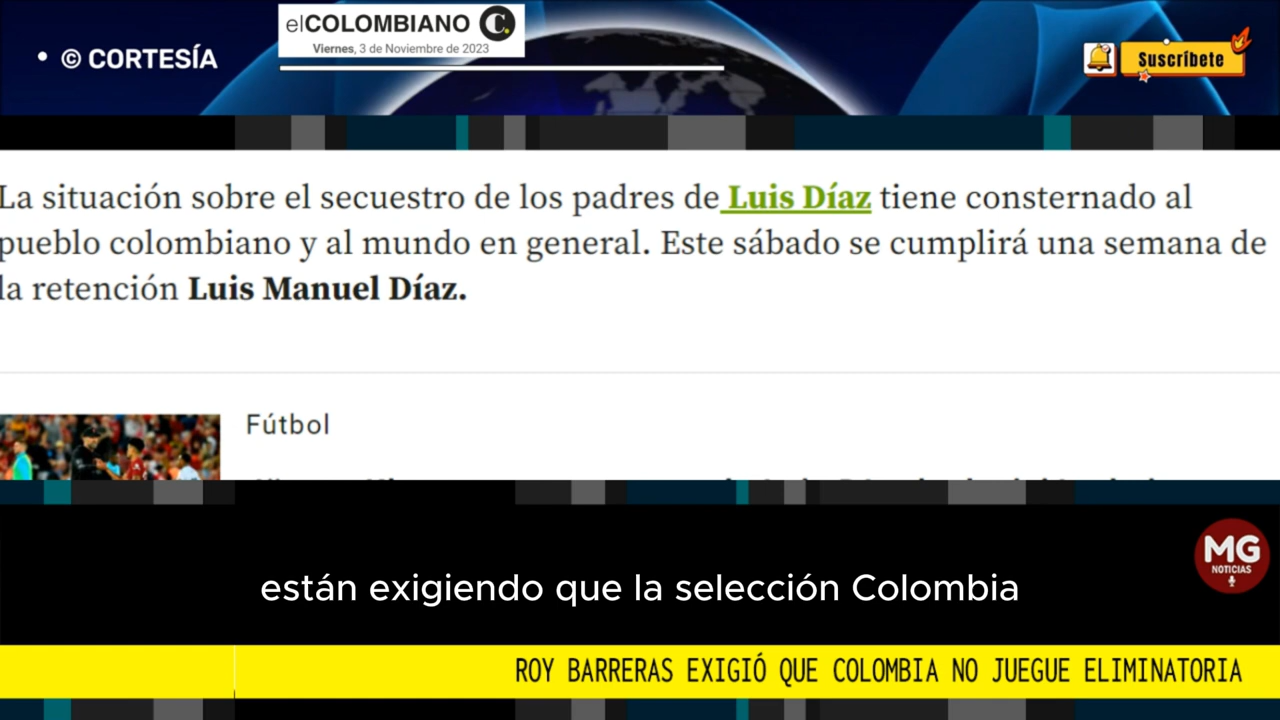 elCOLOMBIANO C.
Viernes, 3 de Noviembre de 2023
• © CORTESÍA
Suscríbete
La situación sobre el secuestro de los padres de Luis Díaz tiene consternado al
pueblo colombiano y al mundo en general. Este sábado se cumplirá una semana de
la retención Luis Manuel Díaz.
Fútbol
MG
NOTICIAS
están exigiendo que la selección Colombia
ROY BARRERAS EXIGIÓ QUE COLOMBIA NO JUEGUE ELIMINATORIA